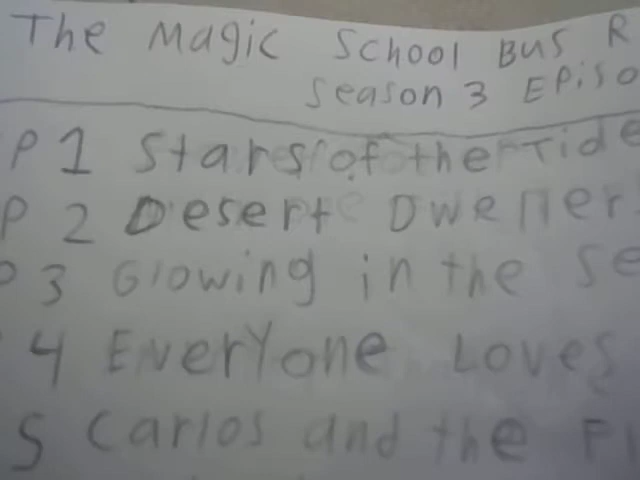 The Magic School Bus R
Season 3 Episo
P 1 Stars of the Tide
P 2 Desert Dweller
P 3 Glowing in the Se
4 Everyone Loves
5 Carlos and the Fl